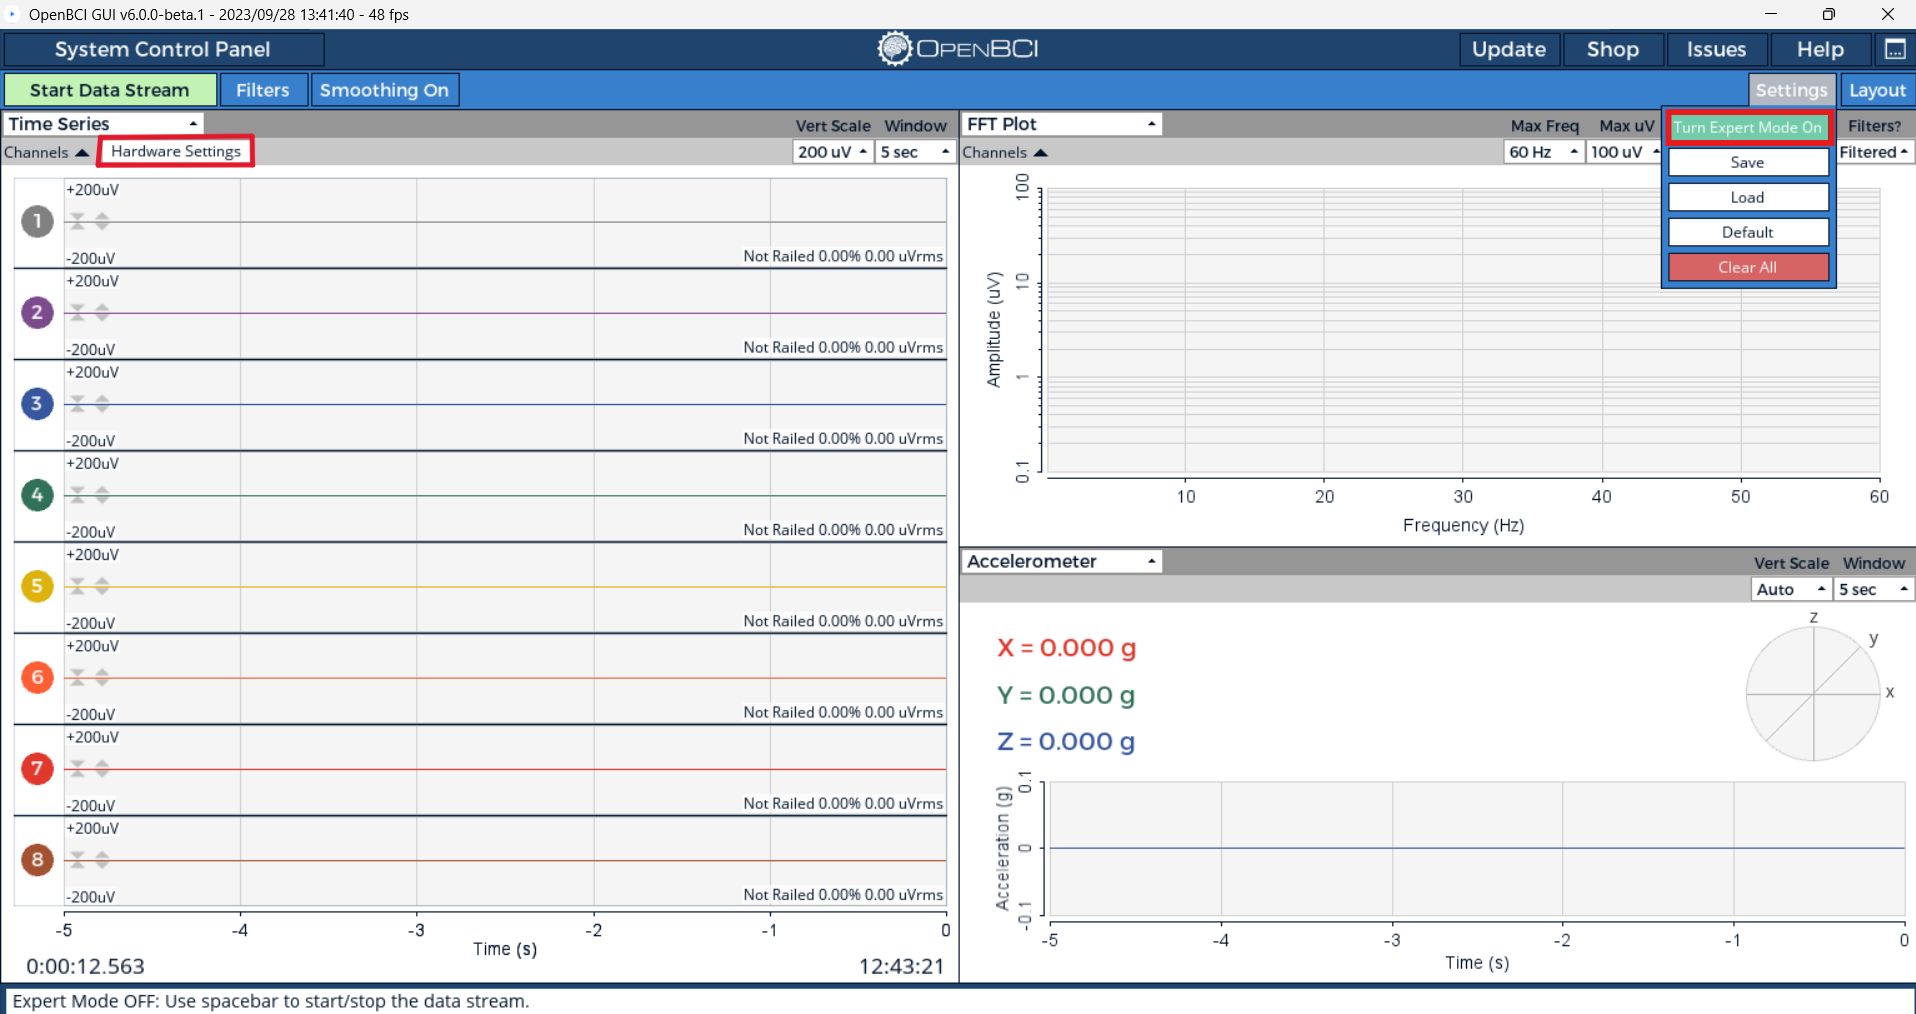 OpenBCI GUI v6.0.0-beta.1 - 2023/09/28 13:41:40 - 48 fps
System Control Panel
OPENBCI
Update Shop Issues Help
Start Data Stream Filters Smoothing On
Settings Layout
Time Series
Vert Scale Window
Channels Hardware Settings
200 uV 5 sec
+200uV
1
-200uV
Not Railed 0.00% 0.00 uVrms
+200uV
2
-200uV
Not Railed 0.00% 0.00 uVrms
+200uV
3
-200uV
Not Railed 0.00% 0.00 uVrms
+200uV
4
-200uV
Not Railed 0.00% 0.00 uVrms
+200uV
5
-200uV
Not Railed 0.00% 0.00 uVrms
+200uV
6
-200uV
Not Railed 0.00% 0.00 uVrms
+200uV
7
-200uV
Not Railed 0.00% 0.00 uVrms
+200uV
8
-200uV
Not Railed 0.00% 0.00 uVrms
-5 -4 -3 -2 -1 0
Time (s)
0:00:12.563
12:43:21
FFT Plot
Max Freq Max uV Filters?
Channels
60 Hz 100 uV Filtered
Turn Expert Mode On
Save
Load
Default
Clear All
100
10
1
0.1
Amplitude (uV)
10 20 30 40 50 60
Frequency (Hz)
Accelerometer
Vert Scale Window
Auto 5 sec
X = 0.000 g
Y = 0.000 g
Z = 0.000 g
z
y
x
0.1
0
-0.1
Acceleration (g)
-5 -4 -3 -2 -1 0
Time (s)
Expert Mode OFF: Use spacebar to start/stop the data stream.